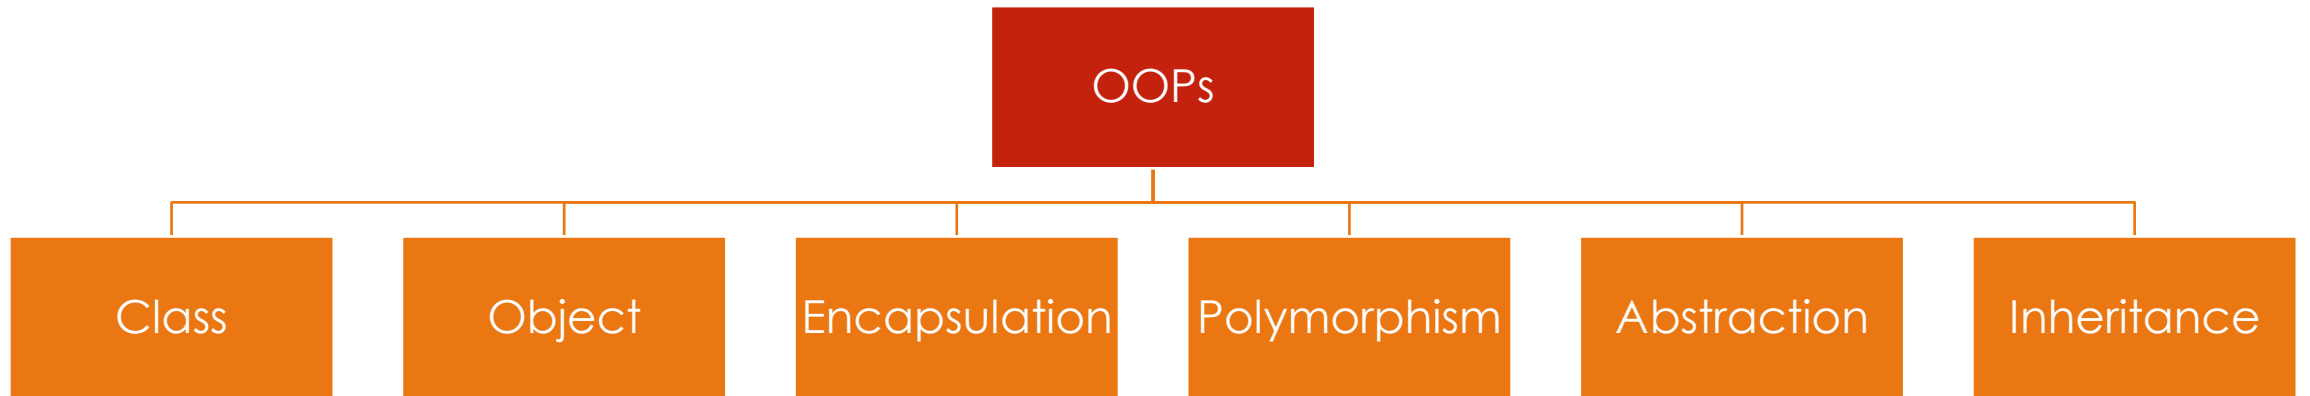 OOPs
Class
Object
Encapsulation
Polymorphism
Abstraction
Inheritance